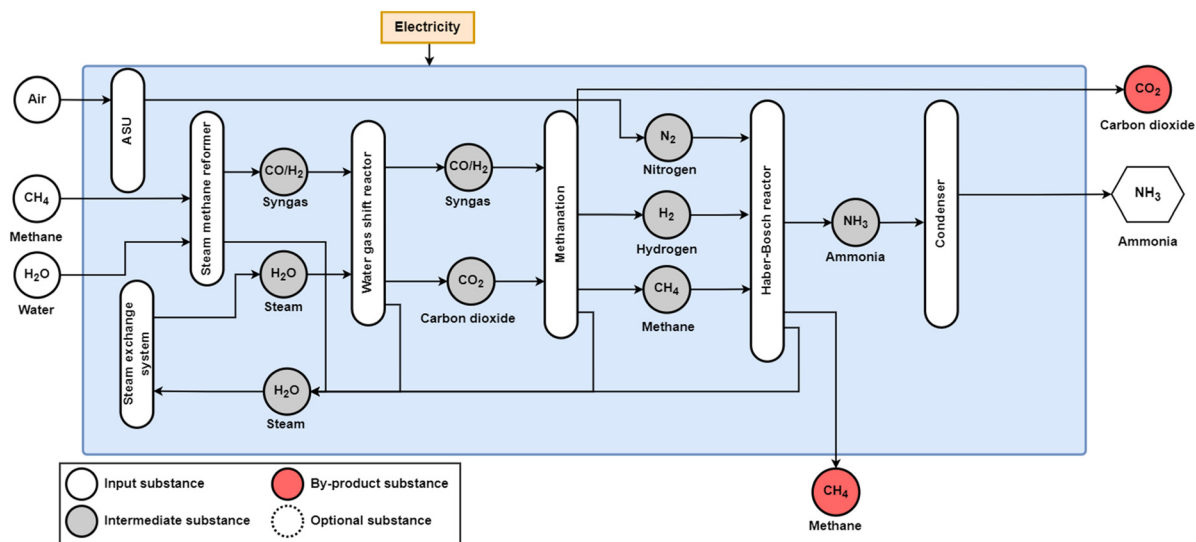 Electricity
Air
ASU
CH₄
Methane
H₂O
Water
Steam methane reformer
Steam exchange
system
CO/H₂
Syngas
H₂O
Steam
H₂O
Steam
Water gas shift reactor
CO/H₂
Syngas
CO₂
Carbon dioxide
Methanation
N₂
Nitrogen
H₂
Hydrogen
CH₄
Methane
Haber-Bosch reactor
NH₃
Ammonia
Condenser
CO₂
Carbon dioxide
NH₃
Ammonia
CH₄
Methane
Input substance
By-product substance
Intermediate substance
Optional substance